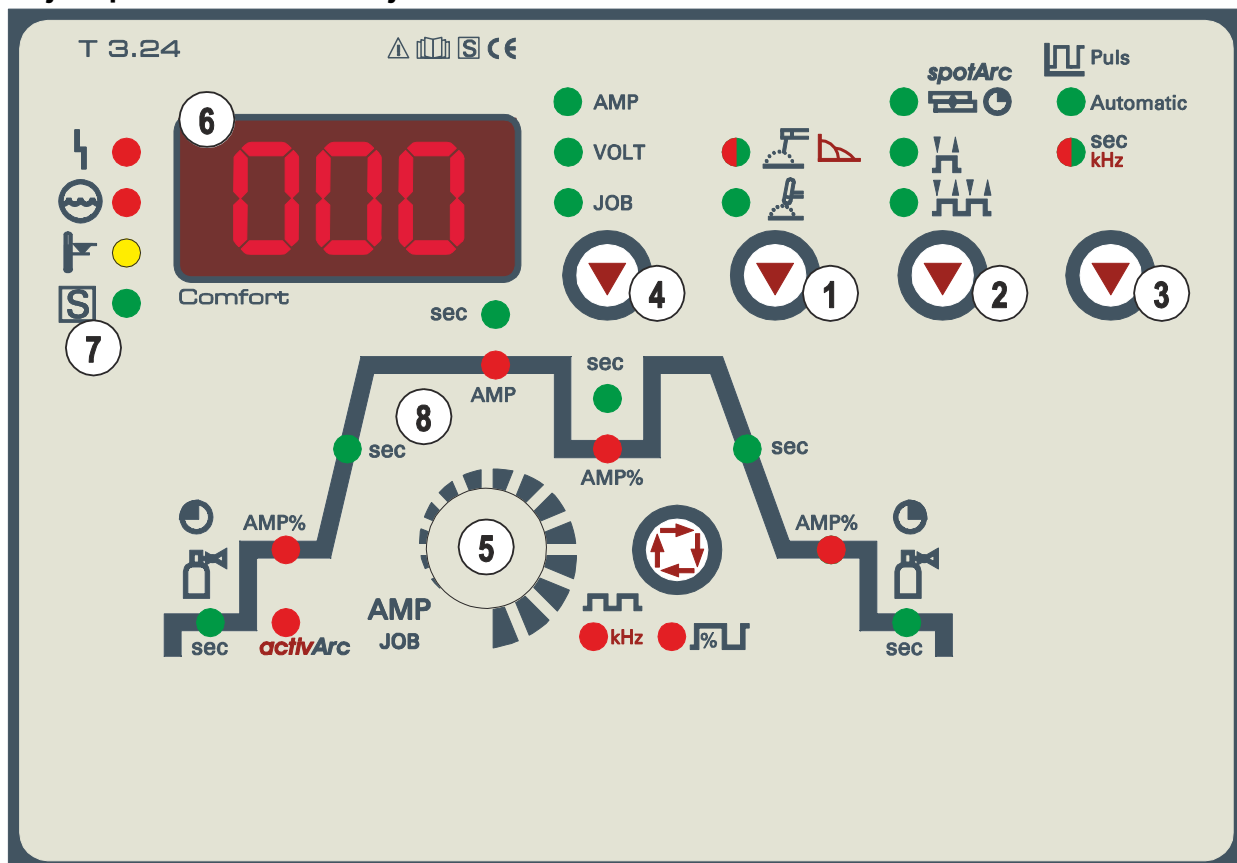 T 3.24
S CE
spotArc
Puls
6
AMP
Automatic
000
VOLT
sec
kHz
JOB
Comfort
4
1
2
3
S
7
sec
AMP
8
sec
AMP%
sec
sec
AMP%
5
AMP%
AMP
JOB
sec
activArc
kHz
%
sec